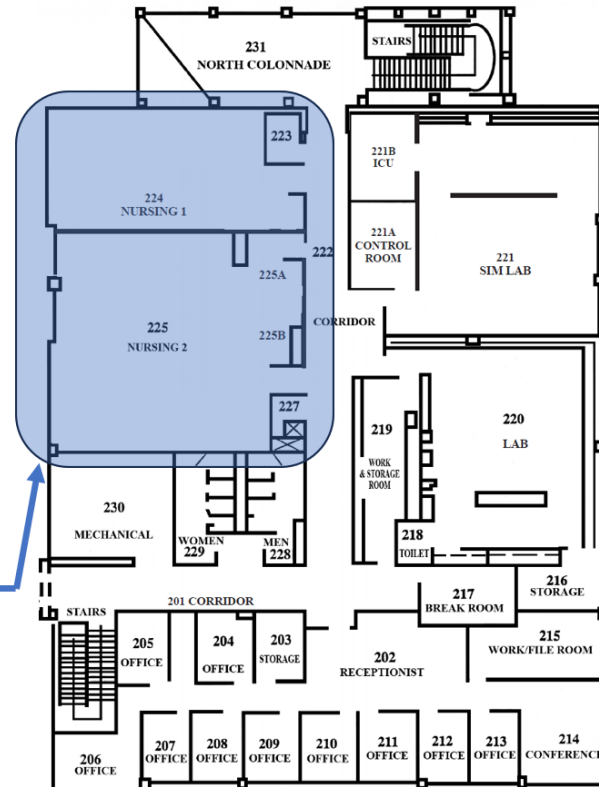 231
NORTH COLONNADE
STAIRS
223
221B
ICU
224
NURSING 1
221A
CONTROL
ROOM
222
221
SIM LAB
225A
CORRIDOR
225
NURSING 2
225B
227
219
WORK
& STORAGE
ROOM
220
LAB
230
MECHANICAL
WOMEN
229
MEN
228
218
TOILET
217
BREAK ROOM
216
STORAGE
201 CORRIDOR
STAIRS
205
OFFICE
204
OFFICE
203
STORAGE
202
RECEPTIONIST
215
WORK/FILE ROOM
206
OFFICE
207
OFFICE
208
OFFICE
209
OFFICE
210
OFFICE
211
OFFICE
212
OFFICE
213
OFFICE
214
CONFERENCE